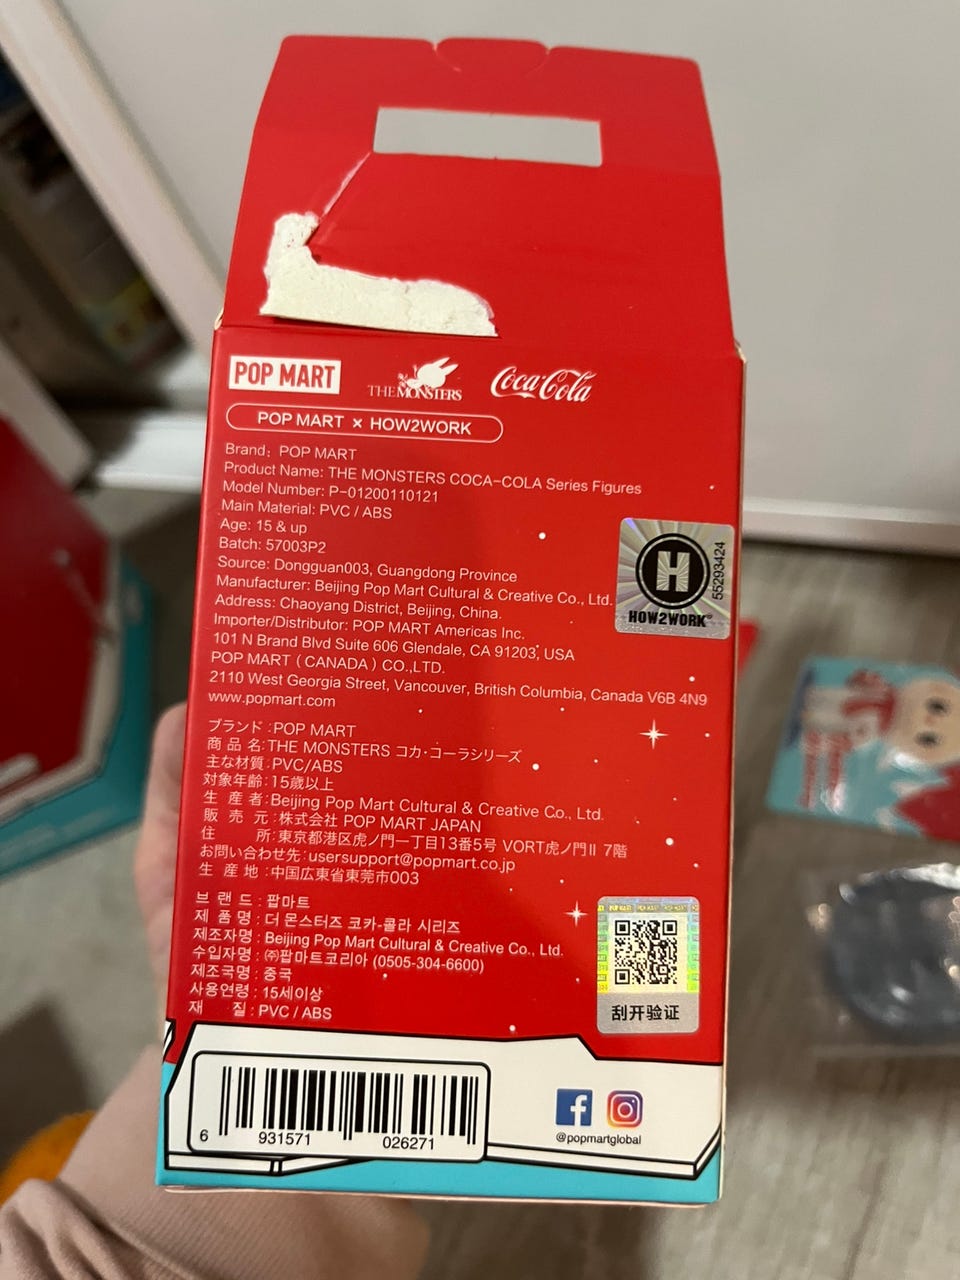 POP MART
THE MONSTERS
Coca-Cola
POP MART × HOW2WORK
Brand: POP MART
Product Name: THE MONSTERS COCA-COLA Series Figures
Model Number: P-01200110121
Main Material: PVC / ABS
Age: 15 & up
Batch: 57003P2
Source: Dongguan003, Guangdong Province
Manufacturer: Beijing Pop Mart Cultural & Creative Co., Ltd.
Address: Chaoyang District, Beijing, China.
Importer/Distributor: POP MART Americas Inc.
101 N Brand Blvd Suite 606 Glendale, CA 91203, USA
POP MART ( CANADA ) CO.,LTD.
2110 West Georgia Street, Vancouver, British Columbia, Canada V6B 4N9
www.popmart.com
H
HOW2WORK®
55293424
ブランド:POP MART
商品名:THE MONSTERS コカ·コーラシリーズ
主な材質:PVC/ABS
対象年齢:15歳以上
生産者:Beijing Pop Mart Cultural & Creative Co., Ltd.
販売元:株式会社 POP MART JAPAN
住所:東京都港区虎ノ門一丁目13番5号 VORT虎ノ門II 7階
お問い合わせ先:usersupport@popmart.co.jp
生産地:中国広東省東莞市003
브랜드: 팝마트
제품명: 더 몬스터즈 코카-콜라 시리즈
제조자명: Beijing Pop Mart Cultural & Creative Co., Ltd.
수입자명: ㈜팝마트코리아 (0505-304-6600)
제조국명: 중국
사용연령: 15세이상
재질: PVC / ABS
刮开验证
6 931571 026271
@popmartglobal